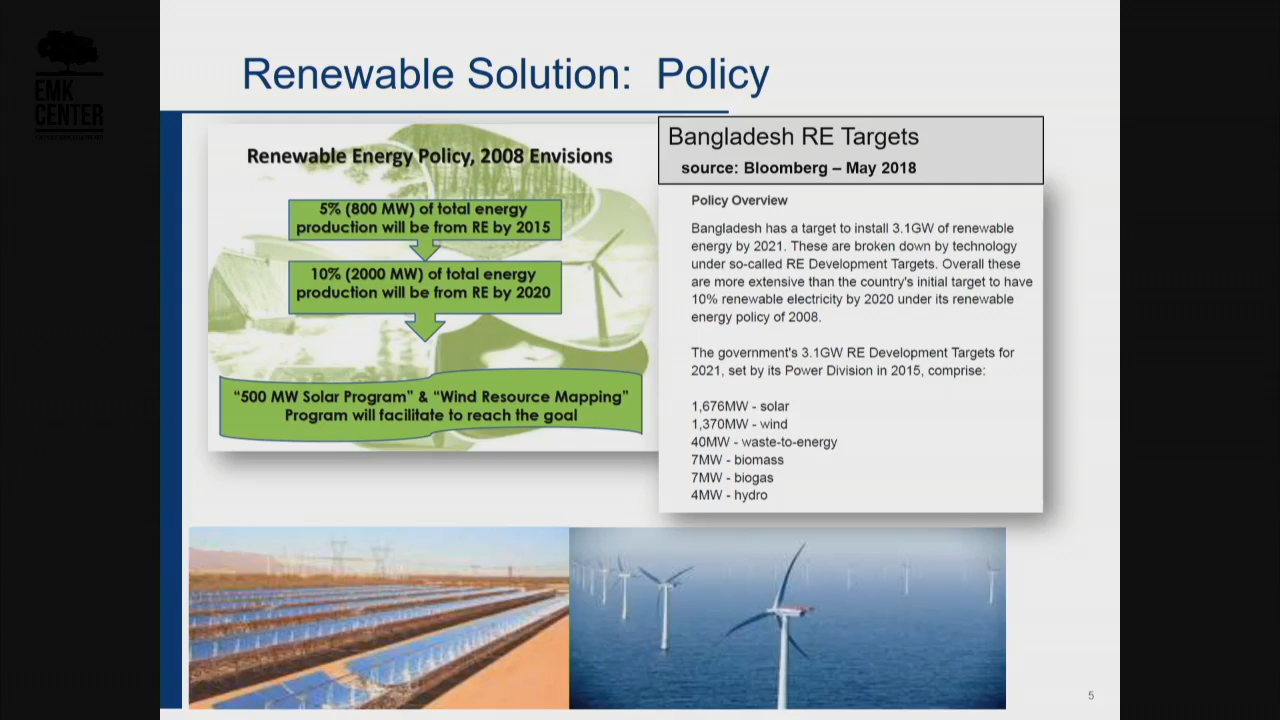 EMK
CENTER
Renewable Solution: Policy
Renewable Energy Policy, 2008 Envisions
5% (800 MW) of total energy
production will be from RE by 2015
10% (2000 MW) of total energy
production will be from RE by 2020
“500 MW Solar Program” & “Wind Resource Mapping”
Program will facilitate to reach the goal
Bangladesh RE Targets
source: Bloomberg – May 2018
Policy Overview
Bangladesh has a target to install 3.1GW of renewable
energy by 2021. These are broken down by technology
under so-called RE Development Targets. Overall these
are more extensive than the country's initial target to have
10% renewable electricity by 2020 under its renewable
energy policy of 2008.
The government's 3.1GW RE Development Targets for
2021, set by its Power Division in 2015, comprise:
1,676MW - solar
1,370MW - wind
40MW - waste-to-energy
7MW - biomass
7MW - biogas
4MW - hydro
5